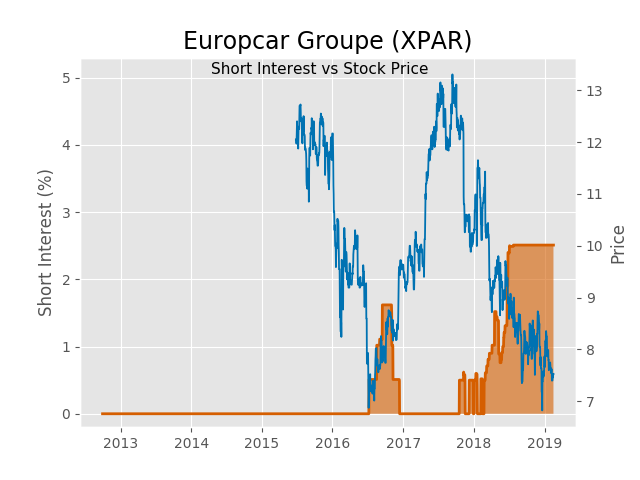 Europcar Groupe (XPAR)
Short Interest vs Stock Price
Short Interest (%)
5
4
3
2
1
0
13
12
11
10
9
8
7
Price
2013 2014 2015 2016 2017 2018 2019